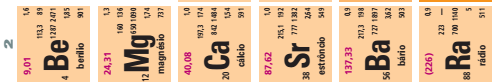 2
9,01 1,6
113,3 89
1287 2471
4 Be 1,85 901
berílio
24,31 1,3
160 136
650 1090
12 Mg 1,74 737
magnésio
40,08 1,0
197,3 174
842 1484
20 Ca 1,54 591
cálcio
87,62 1,0
215,1 192
777 1382
38 Sr 2,64 549
estrôncio
137,33 0,9
217,3 198
727 1897
56 Ba 3,62 503
bário
(226) 0,9
223 —
700 1140
88 Ra 5 511
rádio